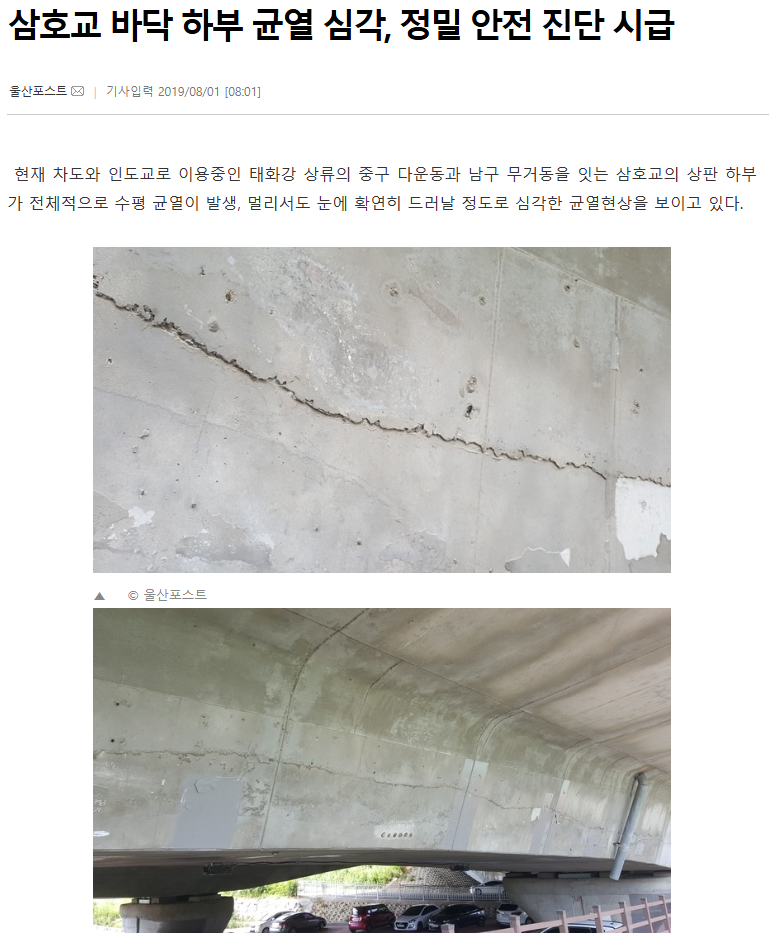 삼호교 바닥 하부 균열 심각, 정밀 안전 진단 시급
울산포스트 | 기사입력 2019/08/01 [08:01]
현재 차도와 인도교로 이용중인 태화강 상류의 중구 다운동과 남구 무거동을 잇는 삼호교의 상판 하부
가 전체적으로 수평 균열이 발생, 멀리서도 눈에 확연히 드러날 정도로 심각한 균열현상을 보이고 있다.
▲ © 울산포스트